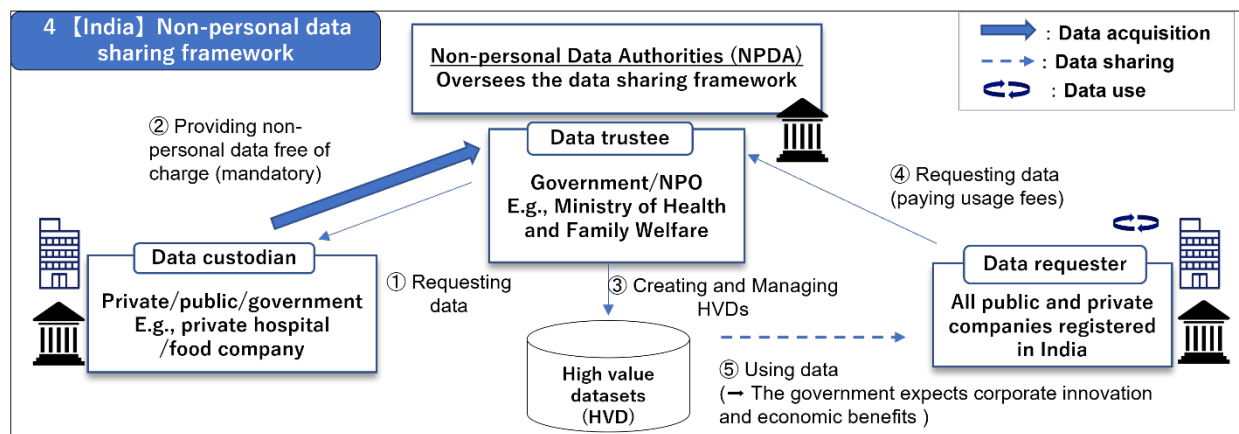 4 【India】Non-personal data
sharing framework
Non-personal Data Authorities (NPDA)
Oversees the data sharing framework
: Data acquisition
: Data sharing
: Data use
② Providing non-
personal data free of
charge (mandatory)
Data trustee
Government/NPO
E.g., Ministry of Health
and Family Welfare
④ Requesting data
(paying usage fees)
Data custodian
Private/public/government
E.g., private hospital
/food company
① Requesting
data
③ Creating and Managing
HVDs
Data requester
All public and private
companies registered
in India
High value
datasets
(HVD)
⑤ Using data
(→ The government expects corporate innovation
and economic benefits )